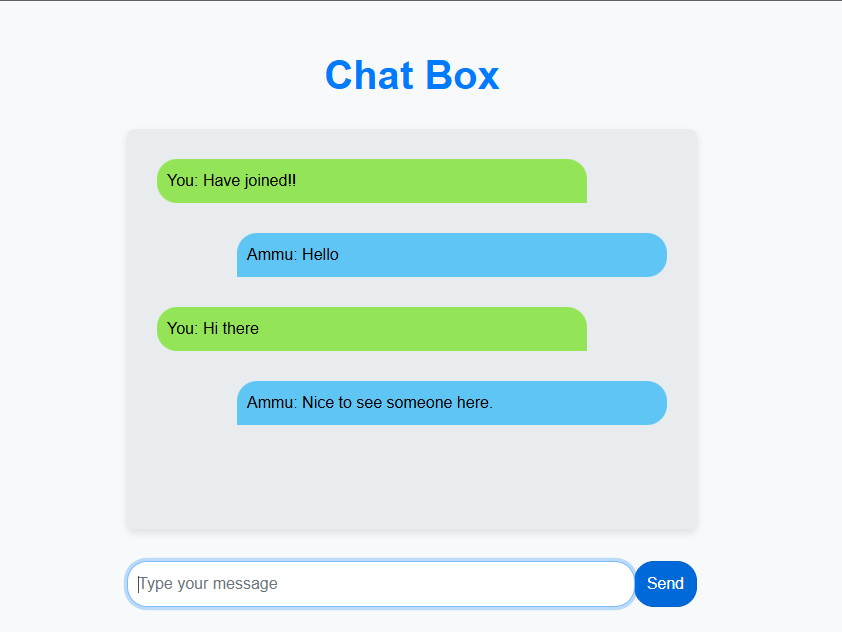 Chat Box
You: Have joined!!
Ammu: Hello
You: Hi there
Ammu: Nice to see someone here.
Type your message
Send